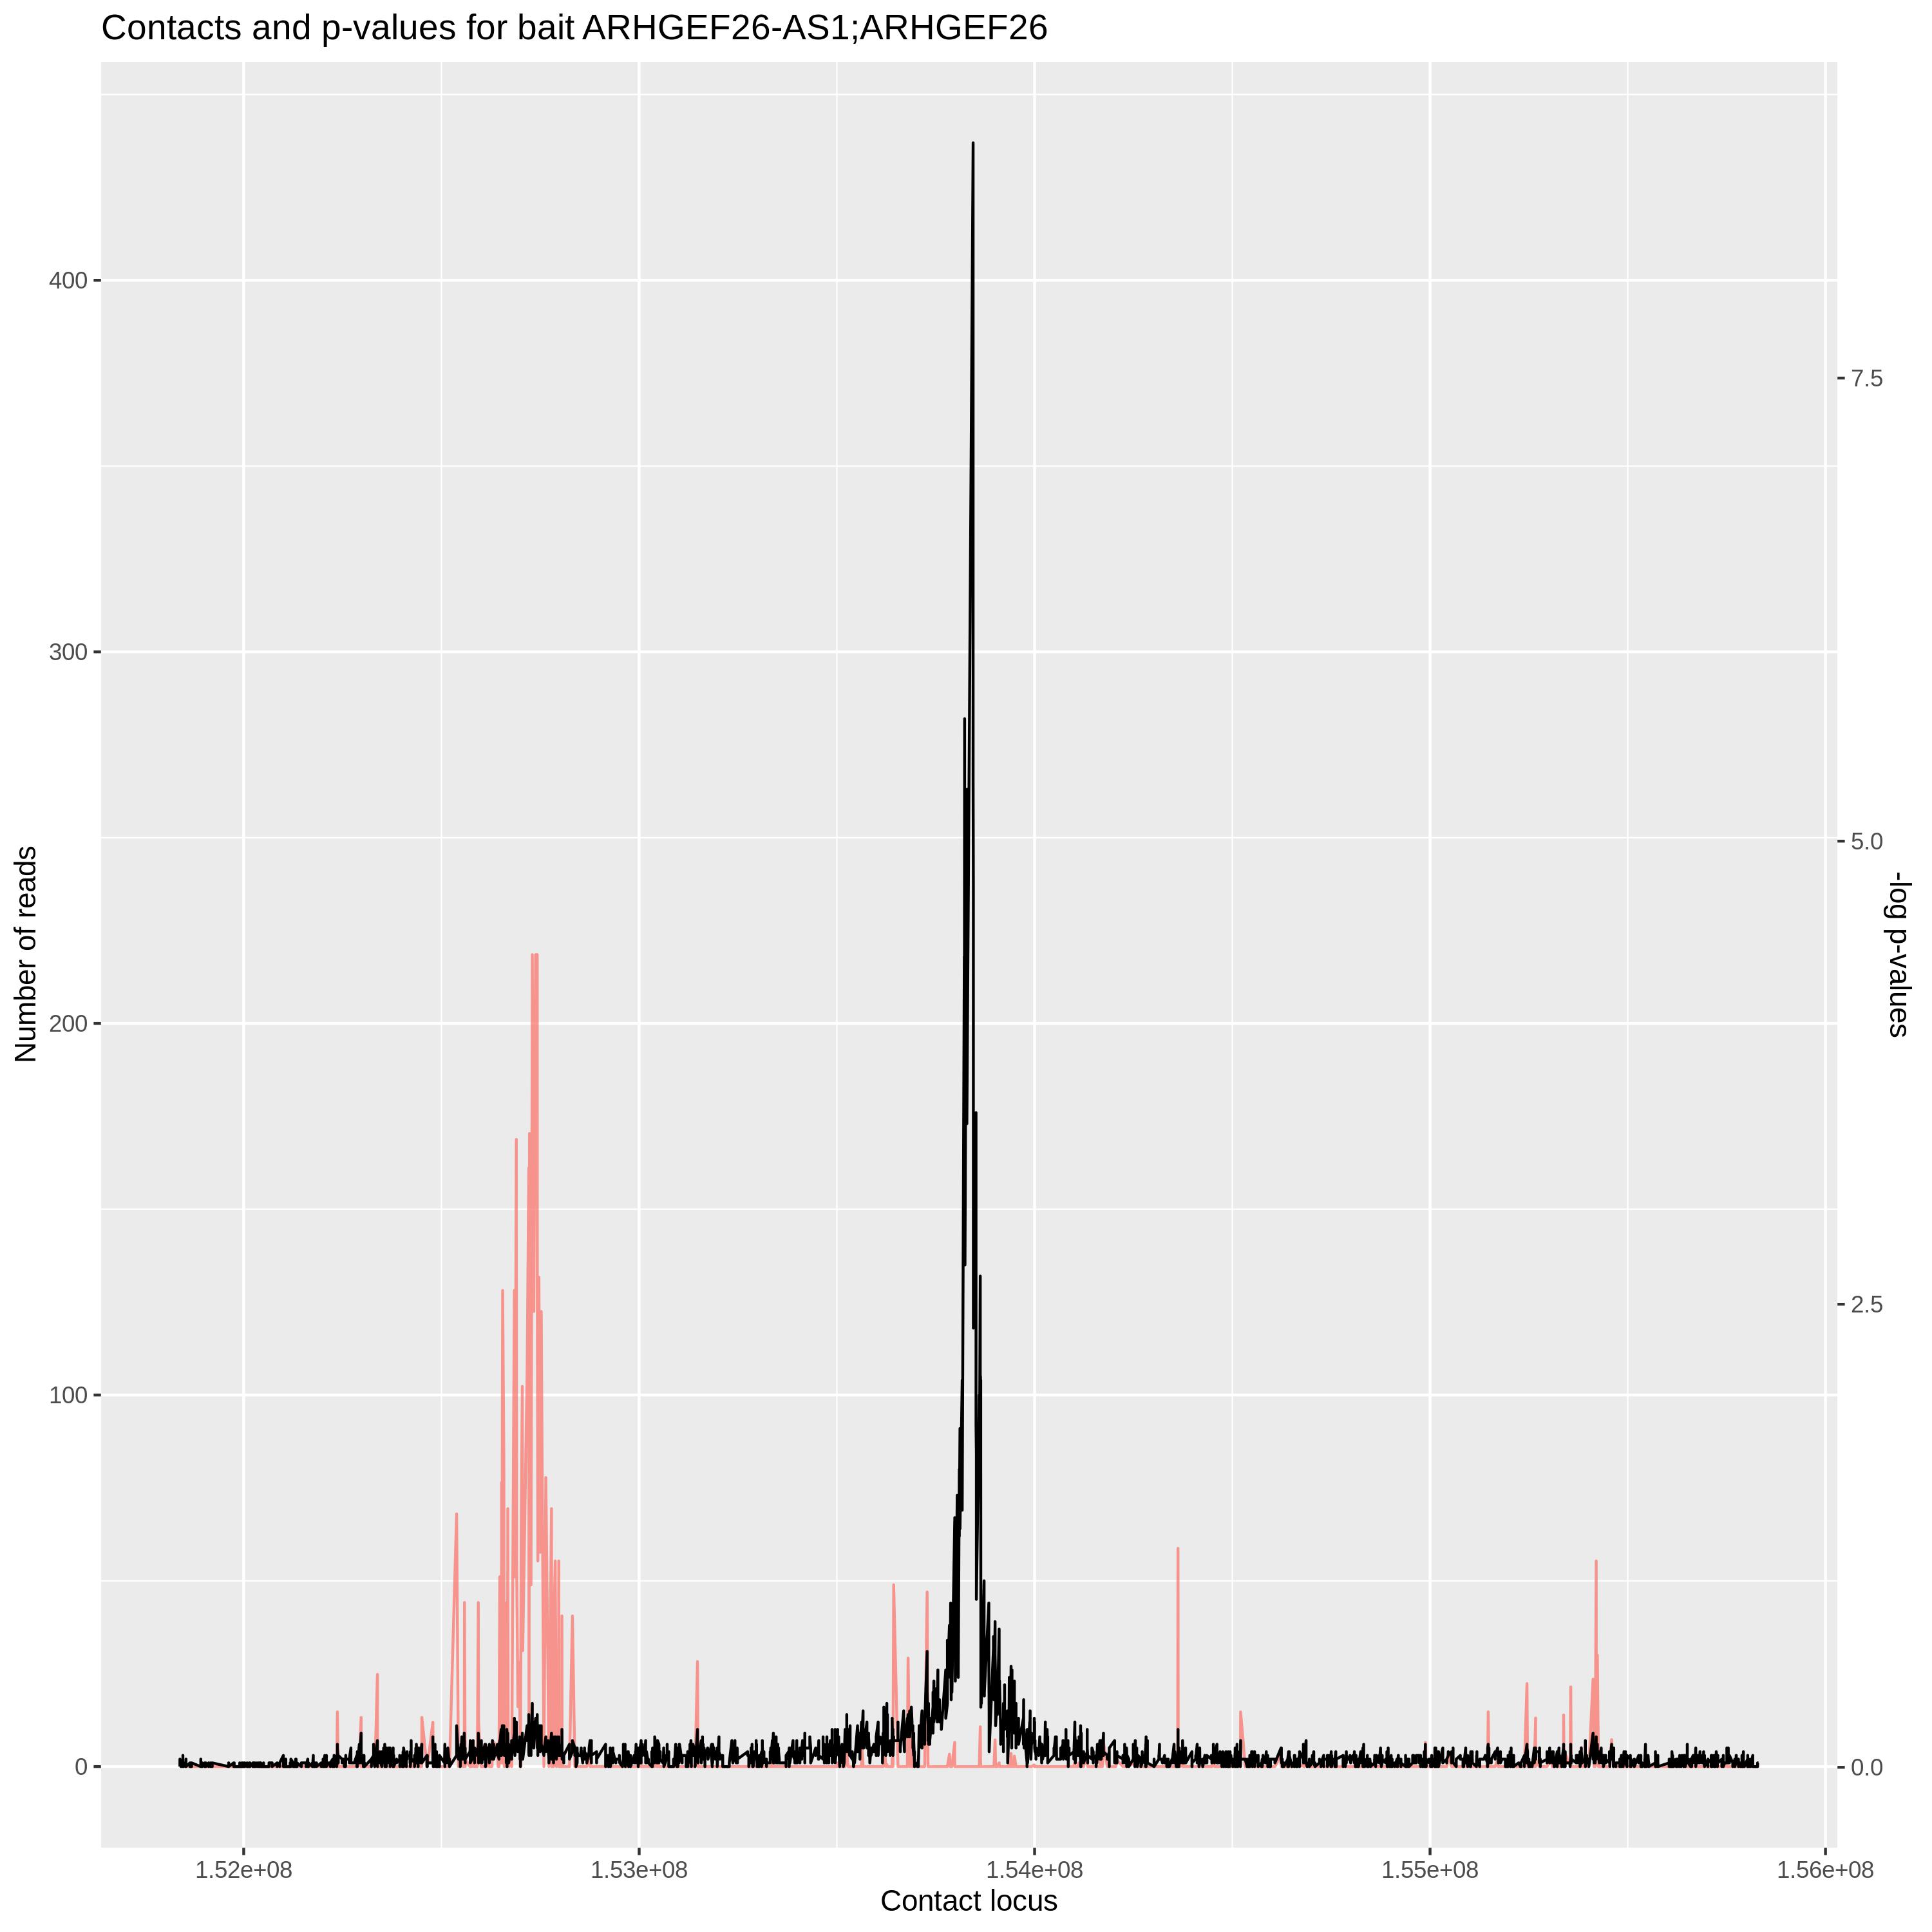 Contacts and p-values for bait ARHGEF26-AS1;ARHGEF26
400
300
200
100
0
Number of reads
7.5
5.0
2.5
0.0
-log p-values
1.52e+08
1.53e+08
1.54e+08
1.55e+08
1.56e+08
Contact locus